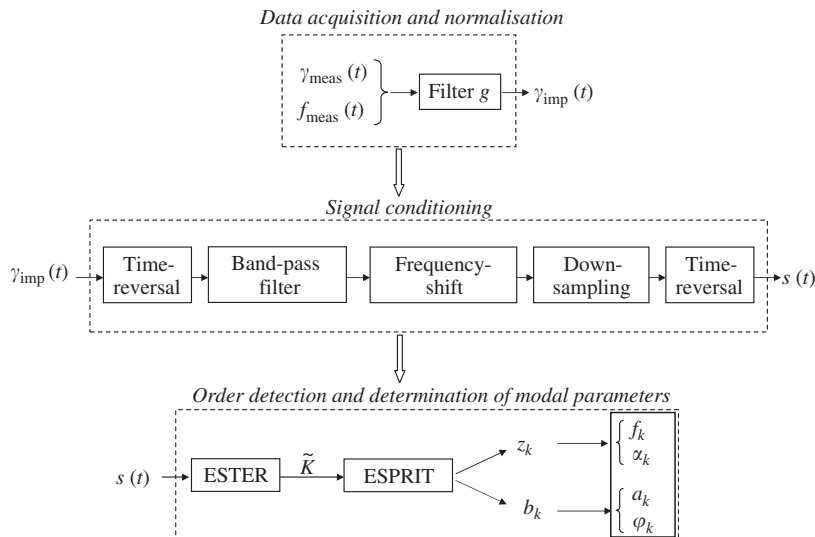 Data acquisition and normalisation
γmeas (t)
fmeas (t)
Filter g
γimp (t)
Signal conditioning
γimp (t)
Time-
reversal
Band-pass
filter
Frequency-
shift
Down-
sampling
Time-
reversal
s (t)
Order detection and determination of modal parameters
s (t)
ESTER
K̃
ESPRIT
zk
fk
αk
bk
ak
φk